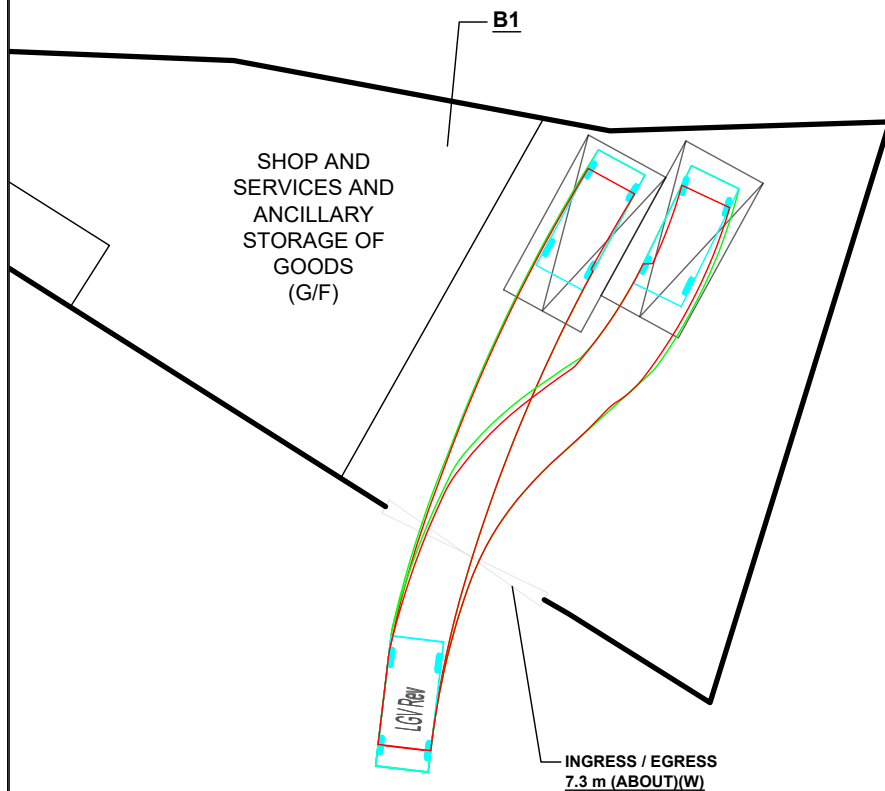 B1
SHOP AND
SERVICES AND
ANCILLARY
STORAGE OF
GOODS
(G/F)
LGV Rev
INGRESS / EGRESS
7.3 m (ABOUT)(W)